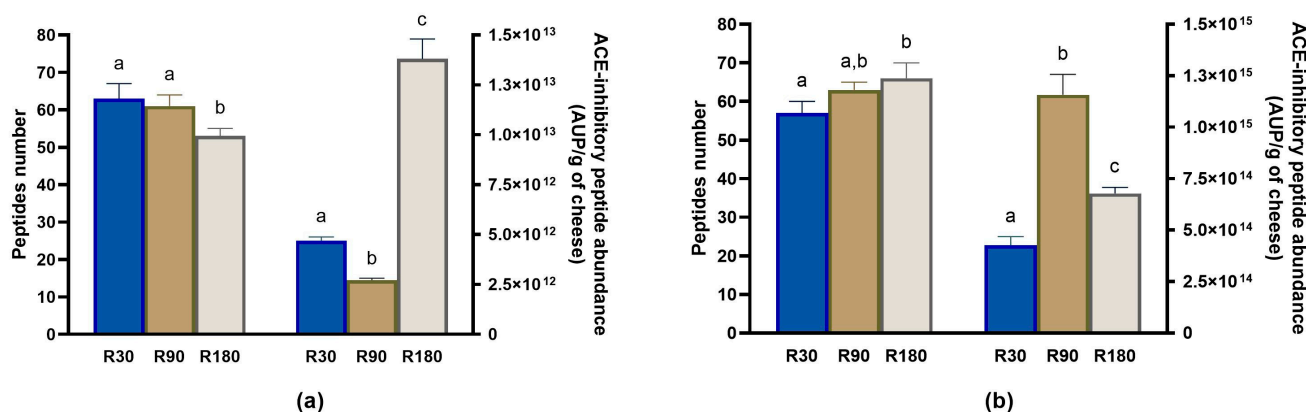 80
70
60
50
40
30
20
10
0
Peptides number
a
a
b
a
b
c
R30
R90
R180
R30
R90
R180
1.5×10¹³
1.3×10¹³
1.0×10¹³
7.5×10¹²
5.0×10¹²
2.5×10¹²
0
ACE-inhibitory peptide abundance
(AUP/g of cheese)
(a)
80
70
60
50
40
30
20
10
0
Peptides number
a
a,b
b
a
b
c
R30
R90
R180
R30
R90
R180
1.5×10¹⁵
1.3×10¹⁵
1.0×10¹⁵
7.5×10¹⁴
5.0×10¹⁴
2.5×10¹⁴
0
ACE-inhibitory peptide abundance
(AUP/g of cheese)
(b)